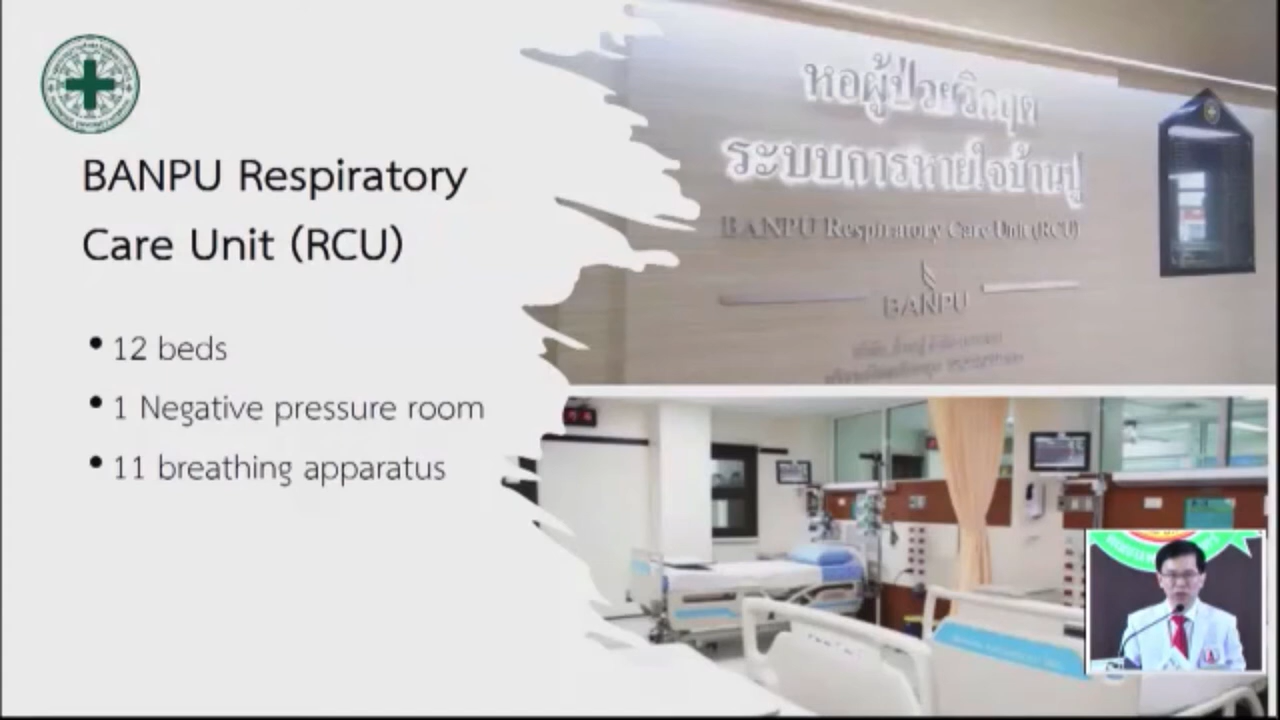 BANPU Respiratory
Care Unit (RCU)
• 12 beds
• 1 Negative pressure room
• 11 breathing apparatus
หอผู้ป่วยวิกฤต
ระบบการหายใจบ้านปู
BANPU Respiratory Care Unit (RCU)
BANPU